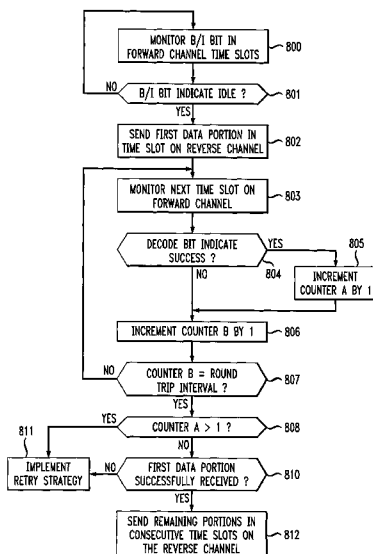 MONITOR B/I BIT IN
FORWARD CHANNEL TIME SLOTS
800
NO
B/I BIT INDICATE IDLE ?
801
YES
SEND FIRST DATA PORTION IN
TIME SLOT ON REVERSE CHANNEL
802
MONITOR NEXT TIME SLOT ON
FORWARD CHANNEL
803
DECODE BIT INDICATE
SUCCESS ?
YES
804
805
NO
INCREMENT
COUNTER A BY 1
INCREMENT COUNTER B BY 1
806
NO
COUNTER B = ROUND
TRIP INTERVAL ?
807
YES
YES
COUNTER A > 1 ?
808
811
NO
IMPLEMENT
RETRY STRATEGY
NO
FIRST DATA PORTION
SUCCESSFULLY RECEIVED ?
810
YES
SEND REMAINING PORTIONS IN
CONSECUTIVE TIME SLOTS ON
THE REVERSE CHANNEL
812